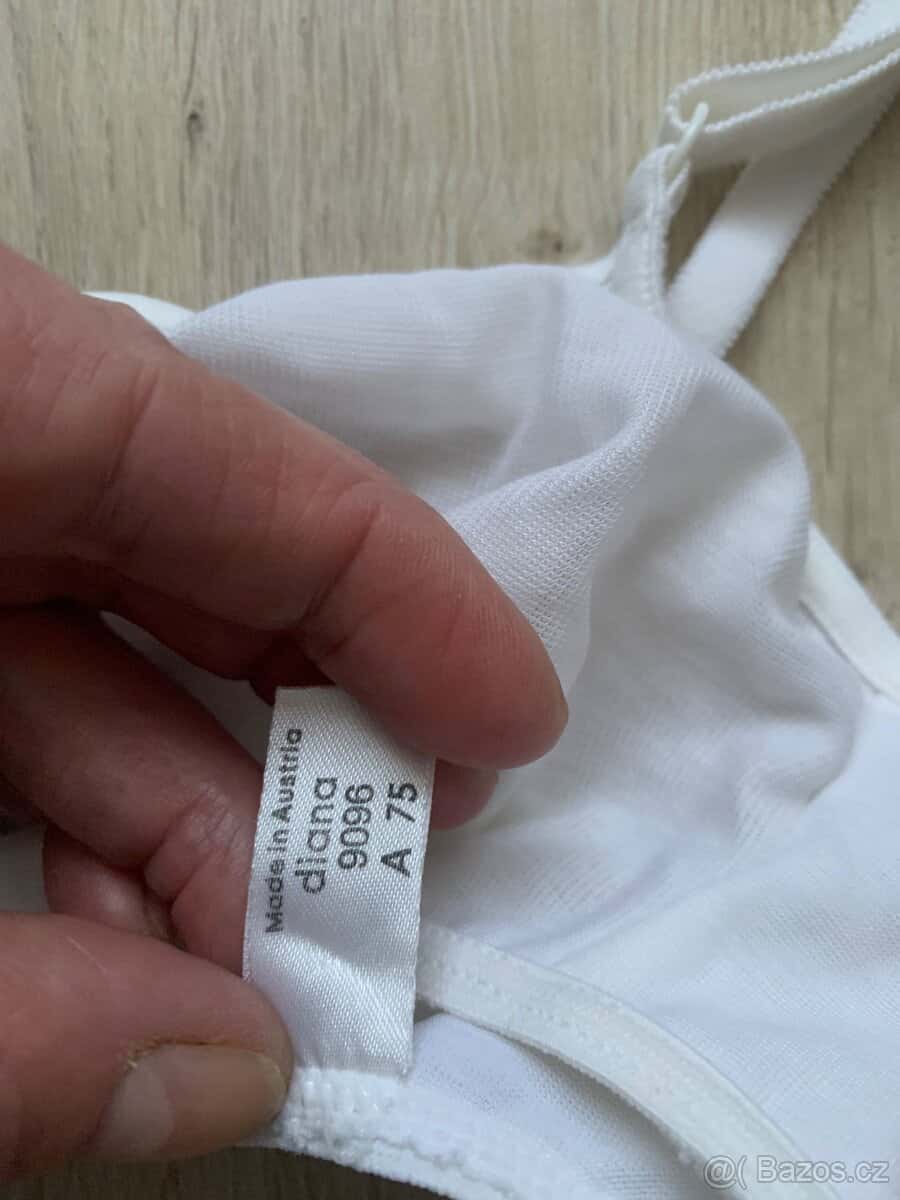 Made in Austria
diana
9096
A 75
@( Bazos.cz